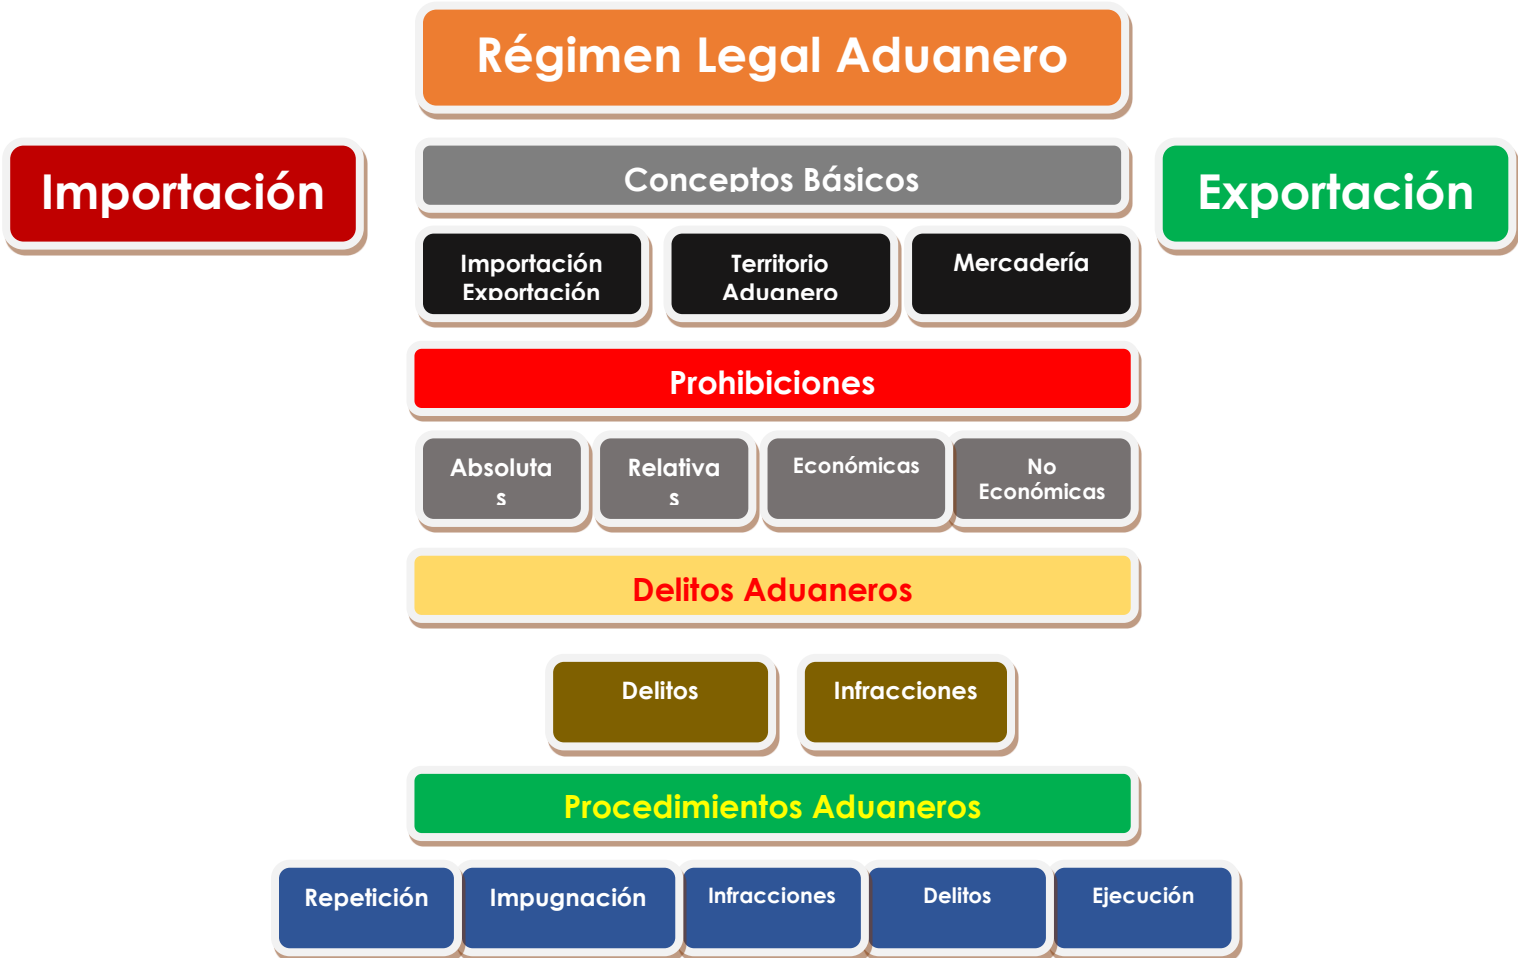 Régimen Legal Aduanero
Importación
Conceptos Básicos
Exportación
Importación
Exportación
Territorio
Aduanero
Mercadería
Prohibiciones
Absoluta
s
Relativa
s
Económicas
No
Económicas
Delitos Aduaneros
Delitos
Infracciones
Procedimientos Aduaneros
Repetición
Impugnación
Infracciones
Delitos
Ejecución